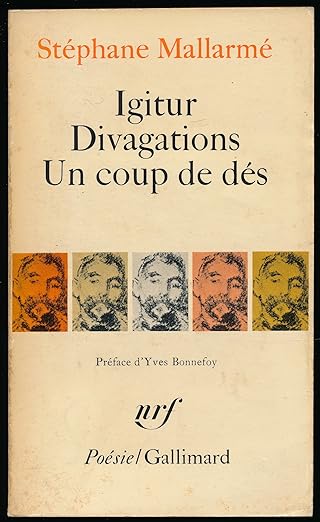 Stéphane Mallarmé
Igitur
Divagations
Un coup de dés
Préface d'Yves Bonnefoy
nrf
Poésie/Gallimard